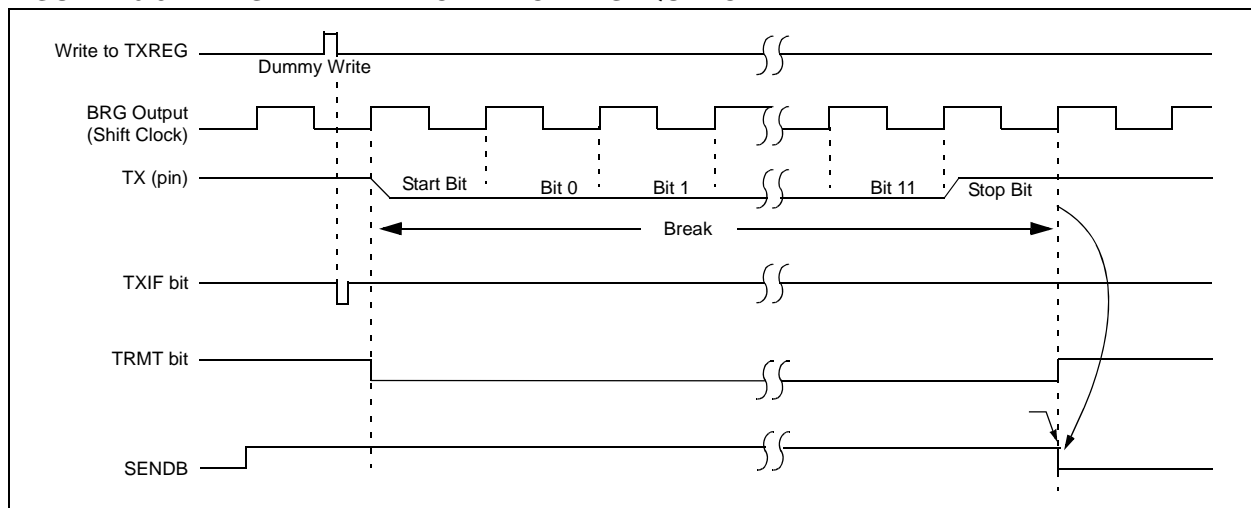 Write to TXREG
Dummy Write
BRG Output
(Shift Clock)
TX (pin)
Start Bit
Bit 0
Bit 1
Bit 11
Stop Bit
Break
TXIF bit
TRMT bit
SENDB